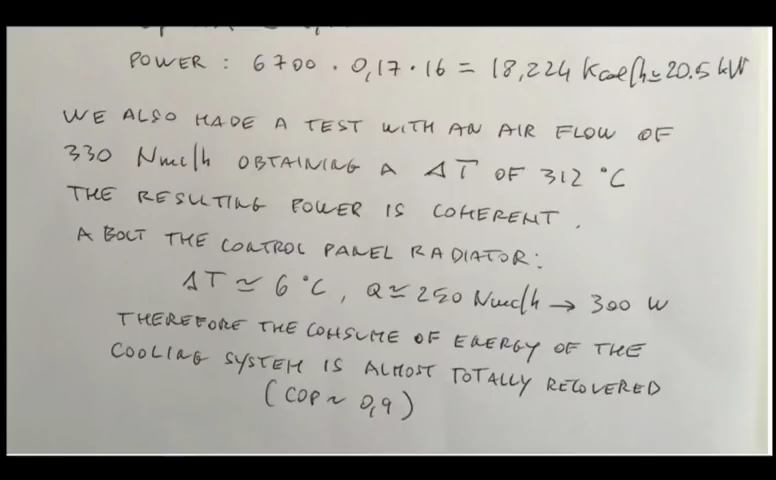 POWER : 6700 · 0,17 · 16 = 18,224 Kcal/h ≃ 20.5 kW
WE ALSO MADE A TEST WITH AN AIR FLOW OF
330 Nmc/h OBTAINING A ΔT OF 312 °C
THE RESULTING POWER IS COHERENT.
ABOUT THE CONTROL PANEL RADIATOR:
ΔT ≃ 6 °C, Q ≃ 250 Nmc/h → 300 W
THEREFORE THE CONSUME OF ENERGY OF THE
COOLING SYSTEM IS ALMOST TOTALLY RECOVERED
(COP ~ 0,9)